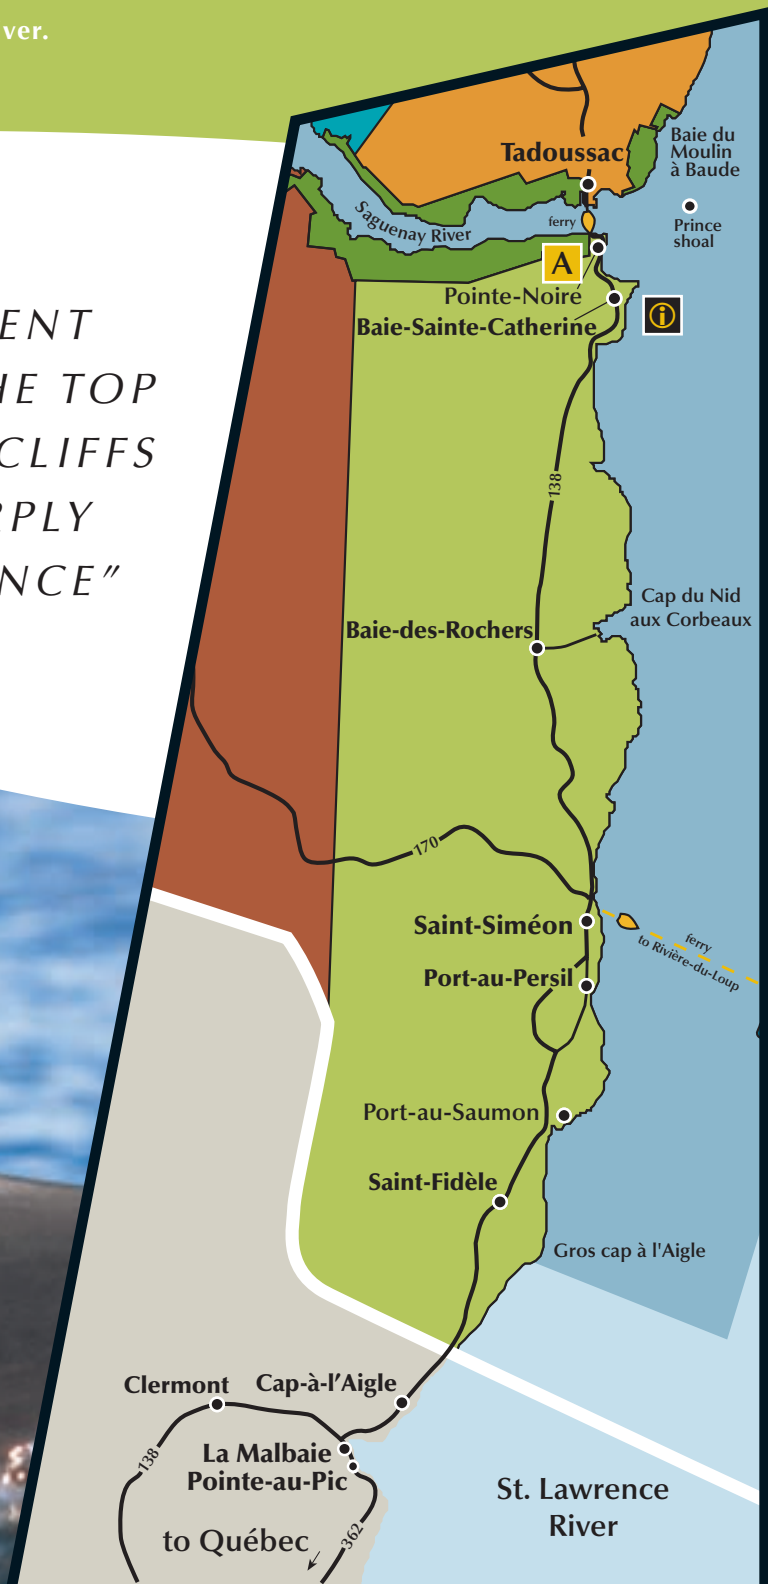 ver.
ENT
HE TOP
CLIFFS
RPLY
NCE”
Tadoussac
Baie du
Moulin
à Baude
Prince
shoal
ferry
Saguenay River
A
Pointe-Noire
Baie-Sainte-Catherine
i
138
Cap du Nid
aux Corbeaux
Baie-des-Rochers
170
Saint-Siméon
ferry
to Rivière-du-Loup
Port-au-Persil
Port-au-Saumon
Saint-Fidèle
Gros cap à l'Aigle
Clermont
Cap-à-l’Aigle
138
La Malbaie
Pointe-au-Pic
St. Lawrence
River
to Québec
362